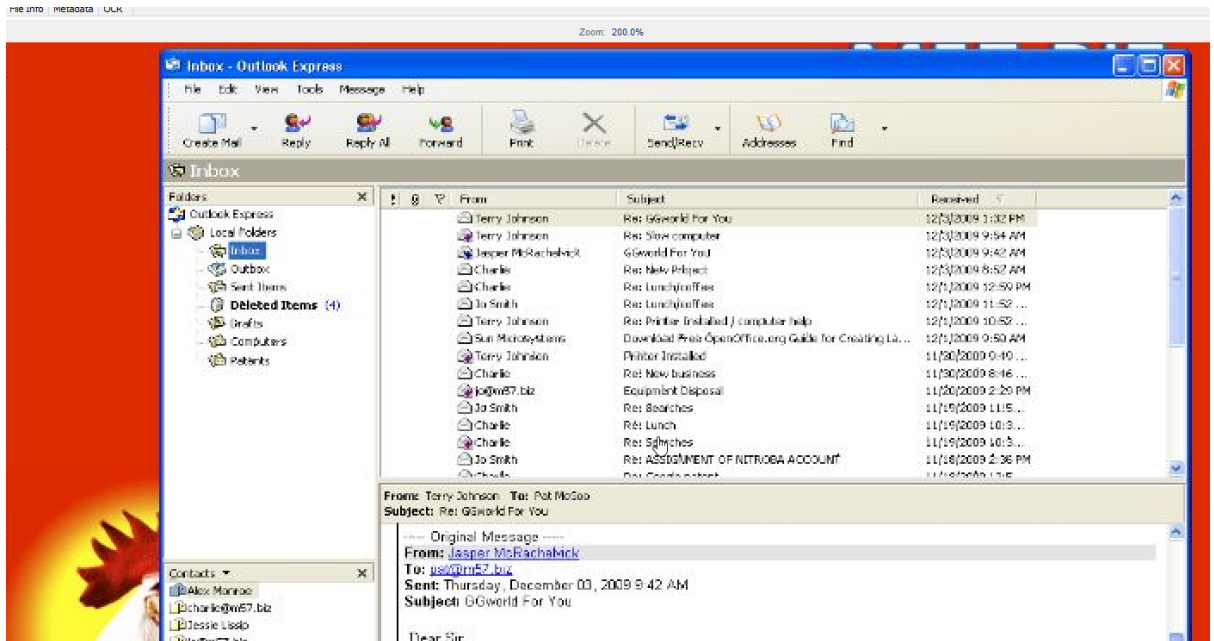 File Info Metadata OCR
Zoom: 200.0%
Inbox - Outlook Express
File Edit View Tools Message Help
Create Mail Reply Reply All Forward Print Delete Send/Recv Addresses Find
Inbox
Folders
Outlook Express
Local Folders
Inbox
Outbox
Sent Items
Deleted Items (4)
Drafts
Computers
Patents
! From Subject Received
Terry Johnson Re: GGworld For You 12/3/2009 1:32 PM
Terry Johnson Re: Slow computer 12/3/2009 9:54 AM
Jasper McRachelvick GGworld For You 12/3/2009 9:42 AM
Charlie Re: New Project 12/3/2009 8:52 AM
Charlie Re: Lunch/coffee 12/1/2009 12:59 PM
Jo Smith Re: Lunch/coffee 12/1/2009 11:52 ...
Terry Johnson Re: Printer Installed / computer help 12/1/2009 10:52 ...
Sun Microsystems Download Free OpenOffice.org Guide for Creating La... 12/1/2009 9:50 AM
Terry Johnson Printer Installed 11/30/2009 9:49 ...
Charlie Re: New business 11/30/2009 8:46 ...
jo@m57.biz Equipment Disposal 11/20/2009 2:29 PM
Jo Smith Re: Searches 11/19/2009 11:5...
Charlie Re: Lunch 11/19/2009 10:3...
Charlie Re: Searches 11/19/2009 10:3...
Jo Smith Re: ASSIGNMENT OF NITROBA ACCOUNT 11/18/2009 2:36 PM
From: Terry Johnson To: Pat McGoo
Subject: Re: GGworld For You
----- Original Message -----
From: Jasper McRachelvick
To: pat@m57.biz
Sent: Thursday, December 03, 2009 9:42 AM
Subject: GGworld For You
Dear Sir
Contacts
Alex Monroe
charlie@m57.biz
Jessie Lissip